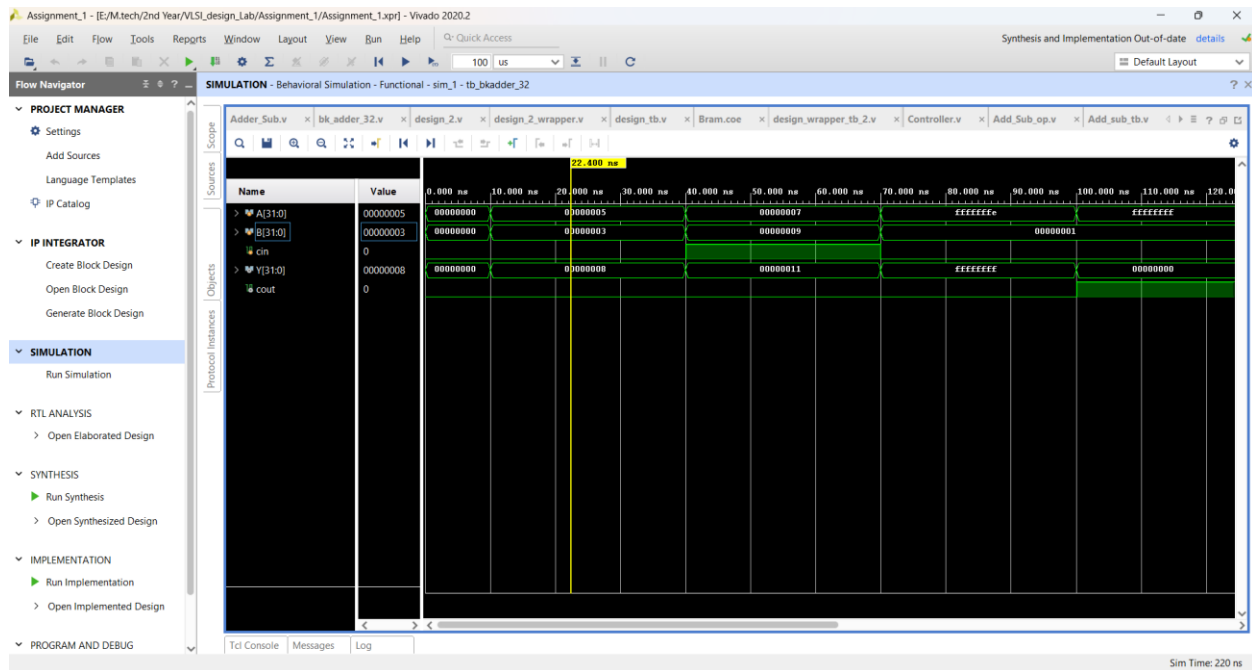 Assignment_1 - [E:/M.tech/2nd Year/VLSI_design_Lab/Assignment_1/Assignment_1.xpr] - Vivado 2020.2
File Edit Flow Tools Reports Window Layout View Run Help Quick Access Synthesis and Implementation Out-of-date details
100 us Default Layout
Flow Navigator SIMULATION - Behavioral Simulation - Functional - sim_1 - tb_bkadder_32
PROJECT MANAGER
Settings
Add Sources
Language Templates
IP Catalog
IP INTEGRATOR
Create Block Design
Open Block Design
Generate Block Design
SIMULATION
Run Simulation
RTL ANALYSIS
Open Elaborated Design
SYNTHESIS
Run Synthesis
Open Synthesized Design
IMPLEMENTATION
Run Implementation
Open Implemented Design
PROGRAM AND DEBUG
Scope
Sources
Objects
Protocol Instances
Adder_Sub.v bk_adder_32.v design_2.v design_2_wrapper.v design_tb.v Bram.coe design_wrapper_tb_2.v Controller.v Add_Sub_op.v Add_sub_tb.v
22.400 ns
Name Value 0.000 ns 10.000 ns 20.000 ns 30.000 ns 40.000 ns 50.000 ns 60.000 ns 70.000 ns 80.000 ns 90.000 ns 100.000 ns 110.000 ns 120.0
A[31:0] 00000005 00000000 00000005 00000007 fffffffe ffffffff
B[31:0] 00000003 00000000 00000003 00000009 00000001
cin 0
Y[31:0] 00000008 00000000 00000008 00000011 ffffffff 00000000
cout 0
Tcl Console Messages Log
Sim Time: 220 ns